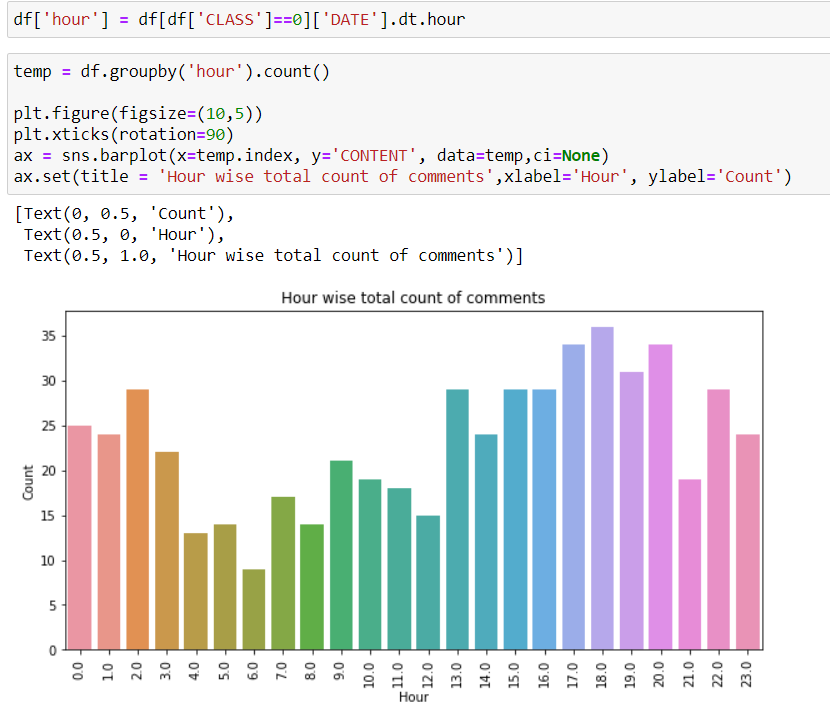 df['hour'] = df[df['CLASS']==0]['DATE'].dt.hour
temp = df.groupby('hour').count()
plt.figure(figsize=(10,5))
plt.xticks(rotation=90)
ax = sns.barplot(x=temp.index, y='CONTENT', data=temp,ci=None)
ax.set(title = 'Hour wise total count of comments',xlabel='Hour', ylabel='Count')
[Text(0, 0.5, 'Count'),
Text(0.5, 0, 'Hour'),
Text(0.5, 1.0, 'Hour wise total count of comments')]
Hour wise total count of comments
35
30
25
20
15
10
5
0
Count
0.0 1.0 2.0 3.0 4.0 5.0 6.0 7.0 8.0 9.0 10.0 11.0 12.0 13.0 14.0 15.0 16.0 17.0 18.0 19.0 20.0 21.0 22.0 23.0
Hour